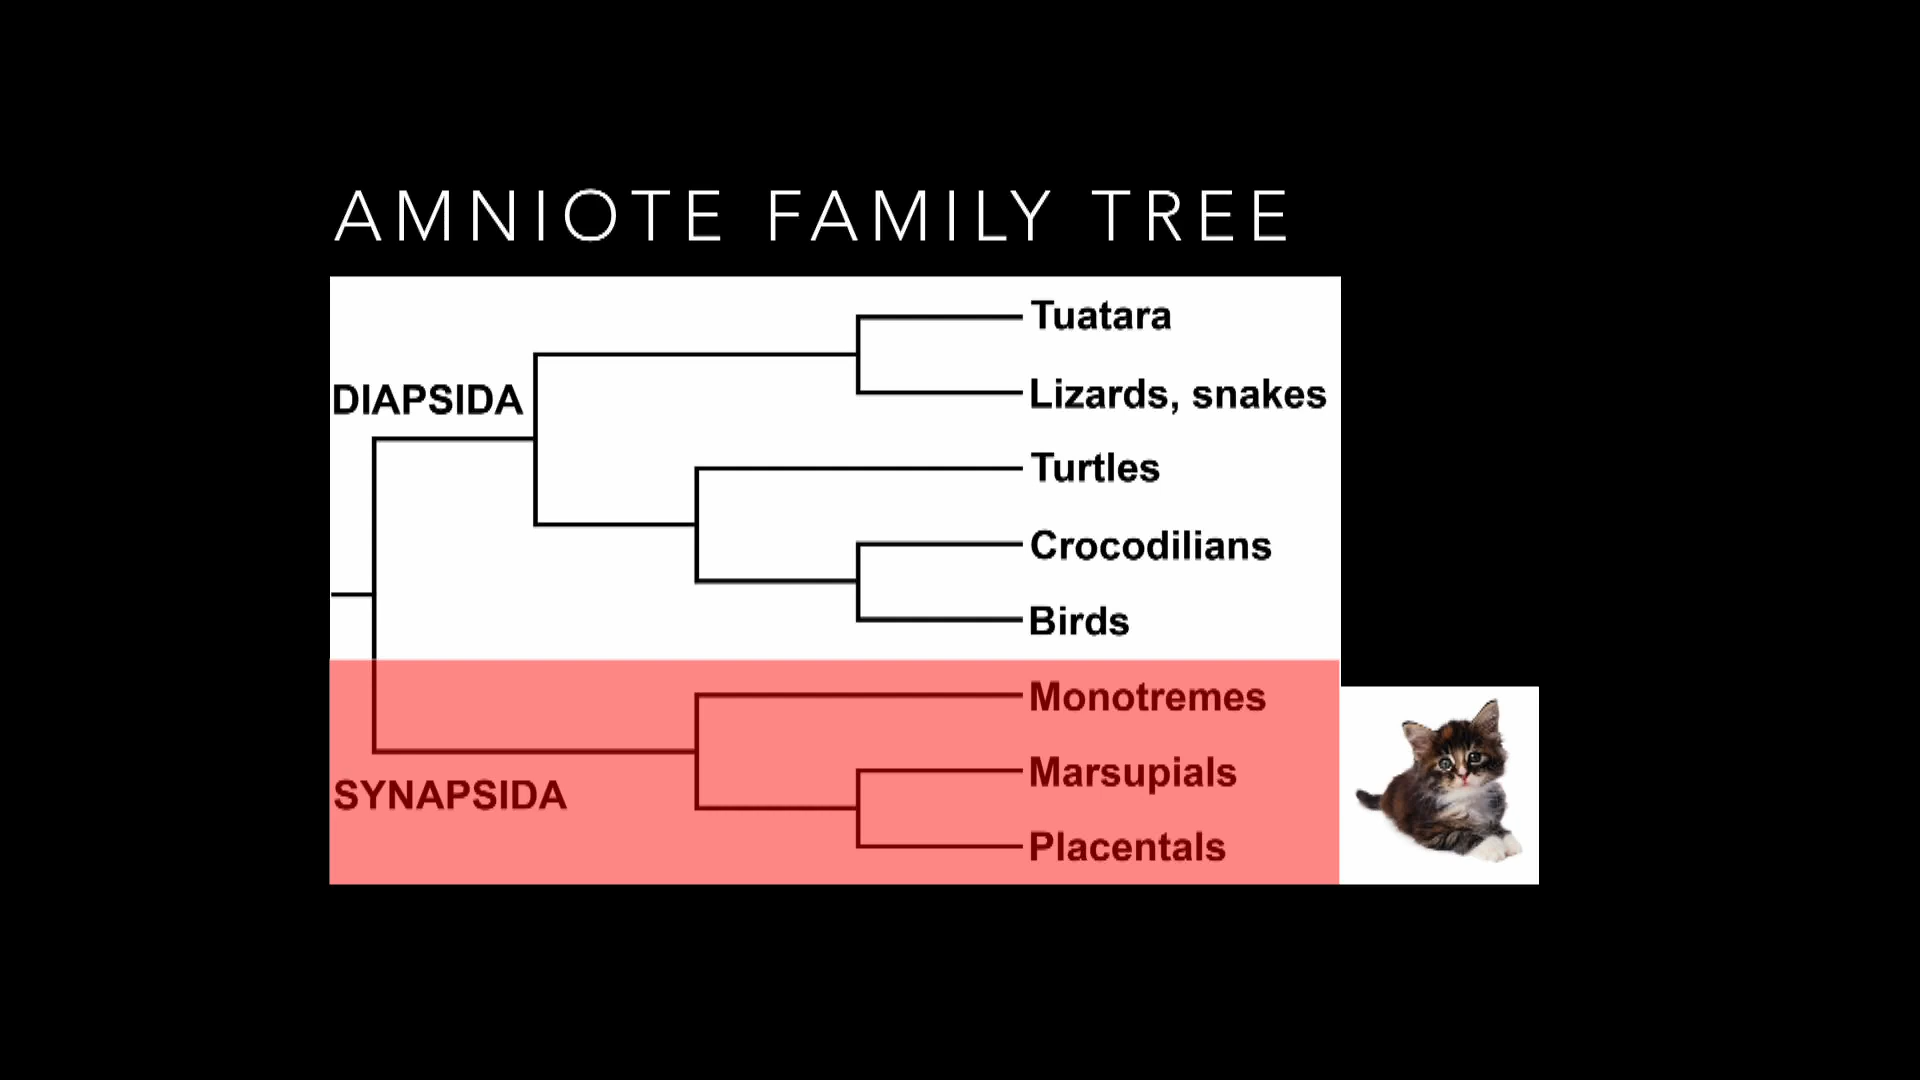 AMNIOTE FAMILY TREE
Tuatara
DIAPSIDA
Lizards, snakes
Turtles
Crocodilians
Birds
Monotremes
Marsupials
SYNAPSIDA
Placentals